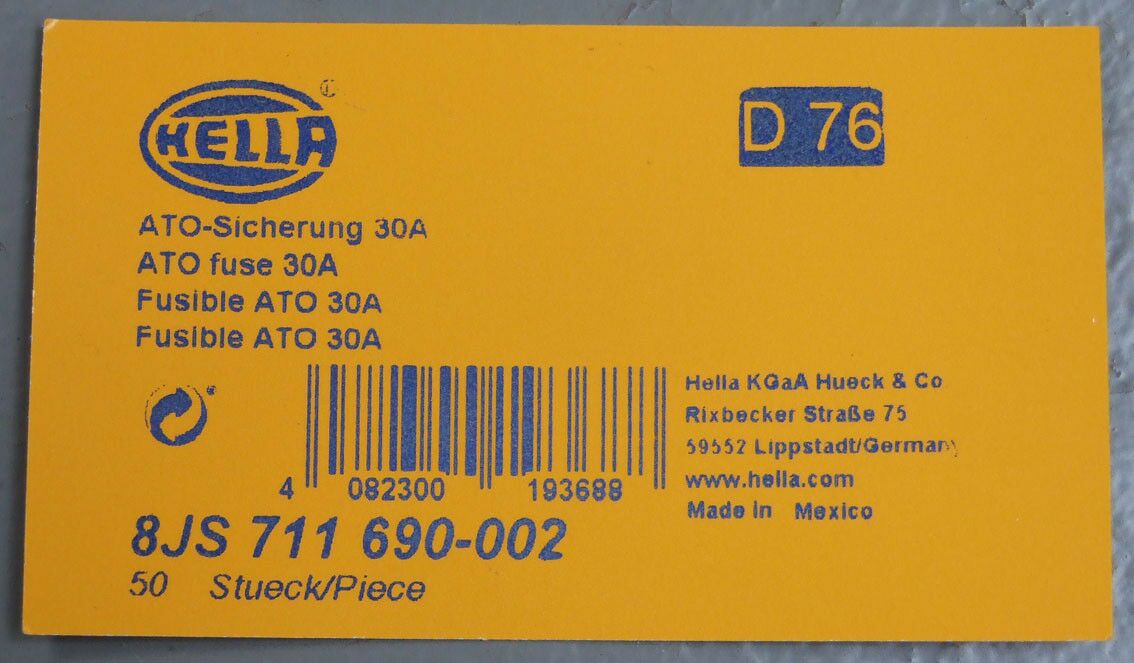 HELLA
D 76
ATO-Sicherung 30A
ATO fuse 30A
Fusible ATO 30A
Fusible ATO 30A
Hella KGaA Hueck & Co
Rixbecker Straße 75
59552 Lippstadt/Germany
www.hella.com
Made in Mexico
4 082300 193688
8JS 711 690-002
50 Stueck/Piece